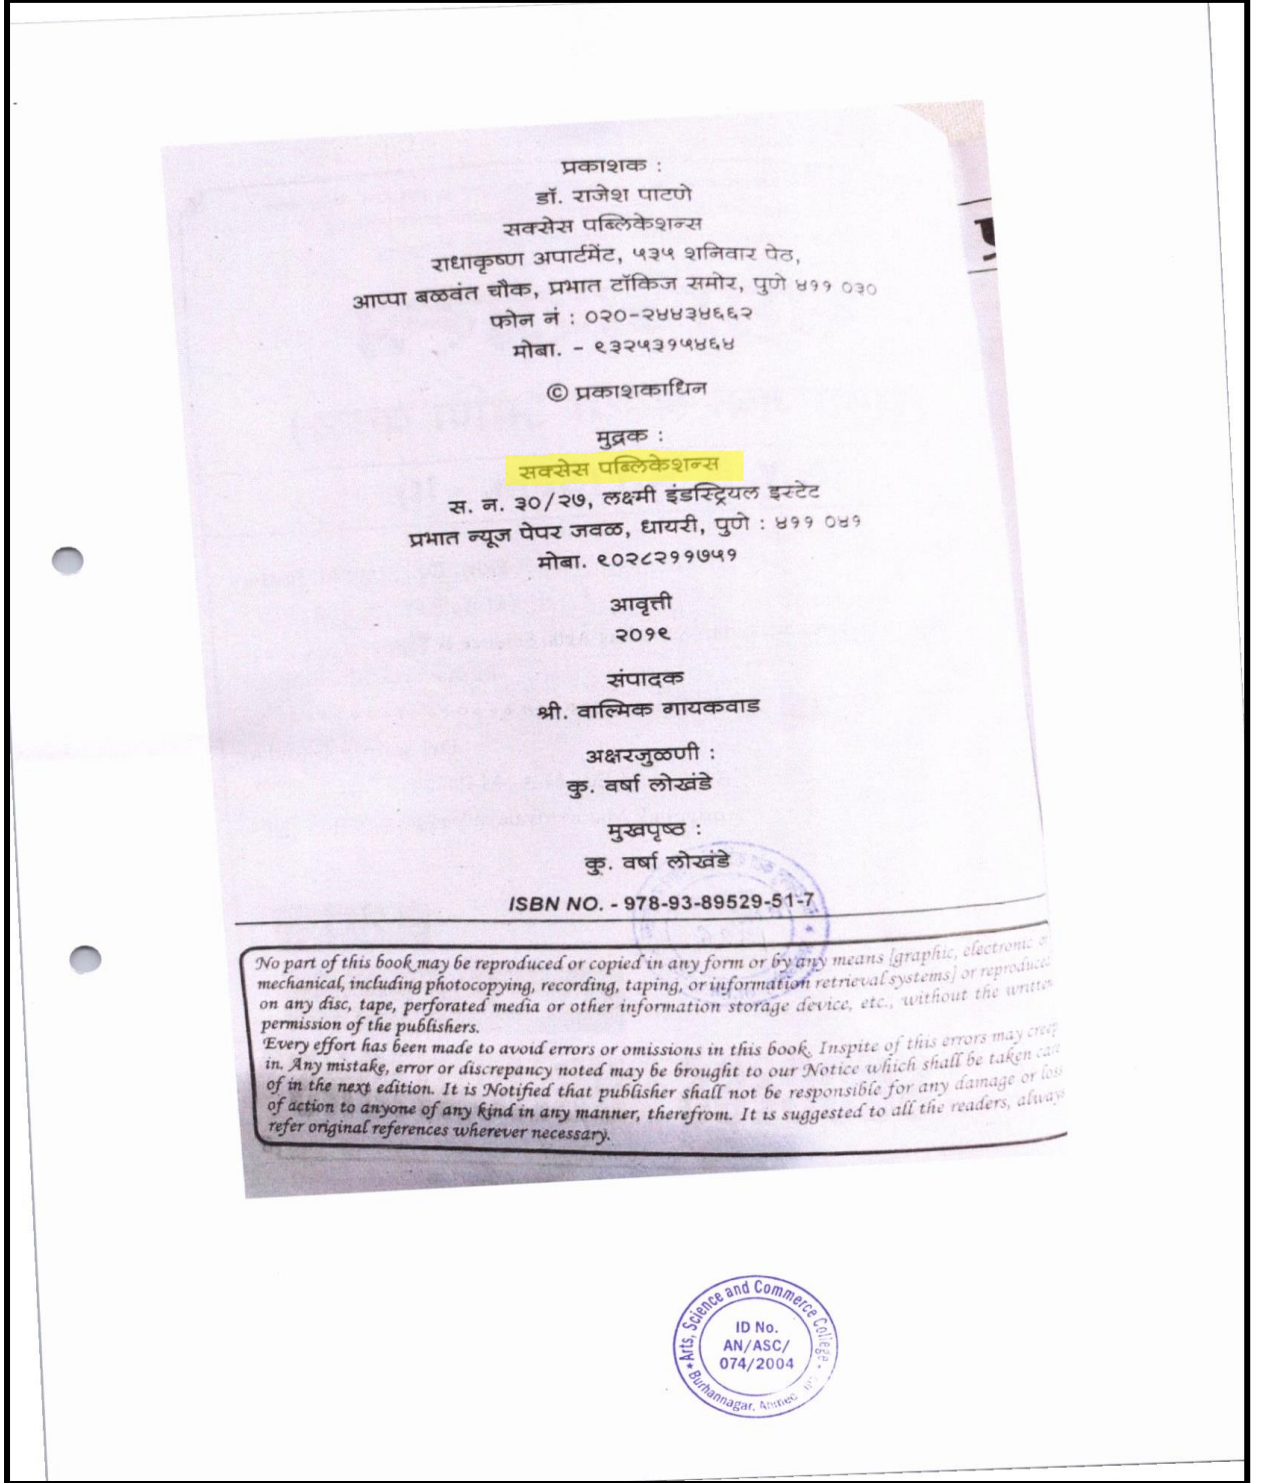 प्रकाशक :
डॉ. राजेश पाटणे
सक्सेस पब्लिकेशन्स
राधाकृष्ण अपार्टमेंट, ५३५ शनिवार पेठ,
आप्पा बळवंत चौक, प्रभात टॉकिज समोर, पुणे ४११ ०३०
फोन नं : ०२०-२४४३४६६२
मोबा. - ९३२५३१५४६४
© प्रकाशकाधिन
मुद्रक :
सक्सेस पब्लिकेशन्स
स. न. ३०/२७, लक्ष्मी इंडस्ट्रियल इस्टेट
प्रभात न्यूज पेपर जवळ, धायरी, पुणे : ४११ ०४१
मोबा. ९०२८२११७५१
आवृत्ती
२०१९
संपादक
श्री. वाल्मिक गायकवाड
अक्षरजुळणी :
कु. वर्षा लोखंडे
मुखपृष्ठ :
कु. वर्षा लोखंडे
ISBN NO. - 978-93-89529-51-7
No part of this book may be reproduced or copied in any form or by any means [graphic, electronic or
mechanical, including photocopying, recording, taping, or information retrieval systems] or reproduced
on any disc, tape, perforated media or other information storage device, etc., without the written
permission of the publishers.
Every effort has been made to avoid errors or omissions in this book. Inspite of this errors may creep
in. Any mistake, error or discrepancy noted may be brought to our Notice which shall be taken care
of in the next edition. It is Notified that publisher shall not be responsible for any damage or loss
of action to anyone of any kind in any manner, therefrom. It is suggested to all the readers, always
refer original references wherever necessary.
Arts, Science and Commerce College
ID No.
AN/ASC/
074/2004
Burhannagar,